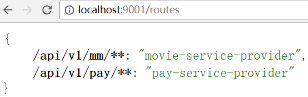 localhost:9001/routes
{
/api/v1/mm/**: "movie-service-provider",
/api/v1/pay/**: "pay-service-provider"
}